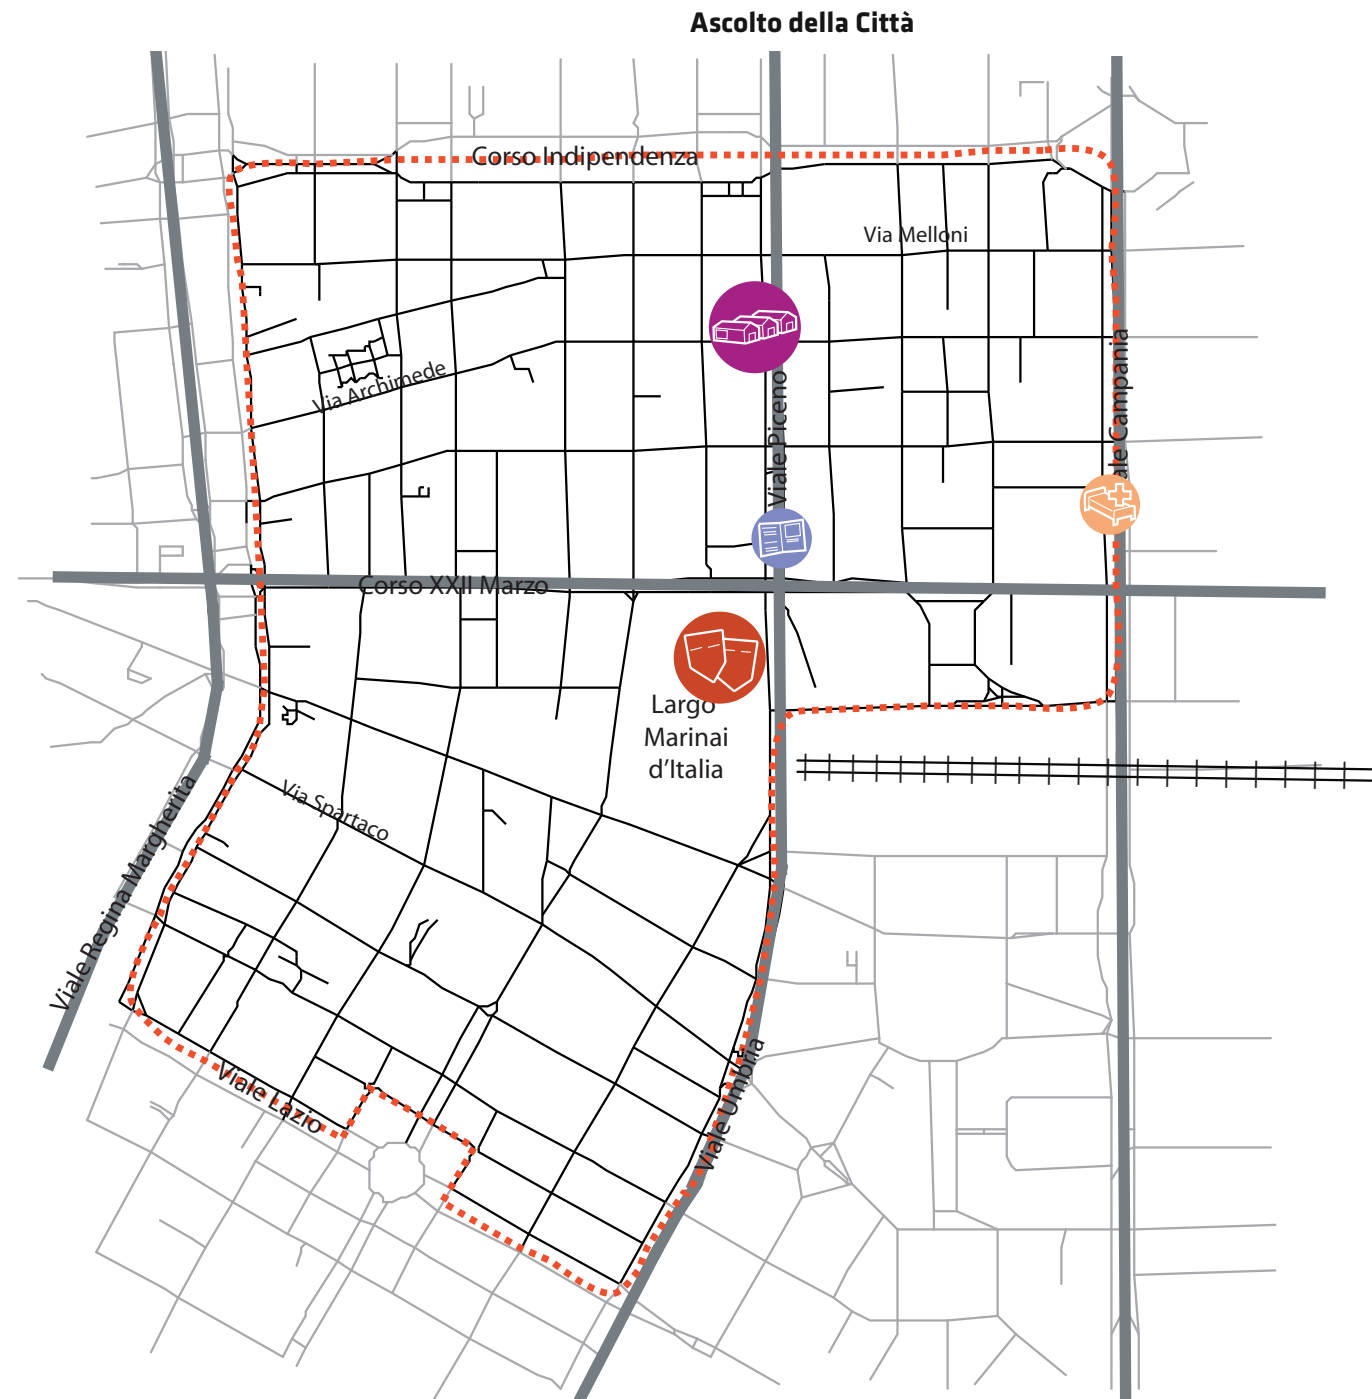 Ascolto della Città
Corso Indipendenza
Via Melloni
Via Archimede
Viale Piceno
ale Campania
Corso XXII Marzo
Largo
Marinai
d'Italia
Via Spartaco
Viale Regina Margherita
Viale Umbria
Viale Lazio